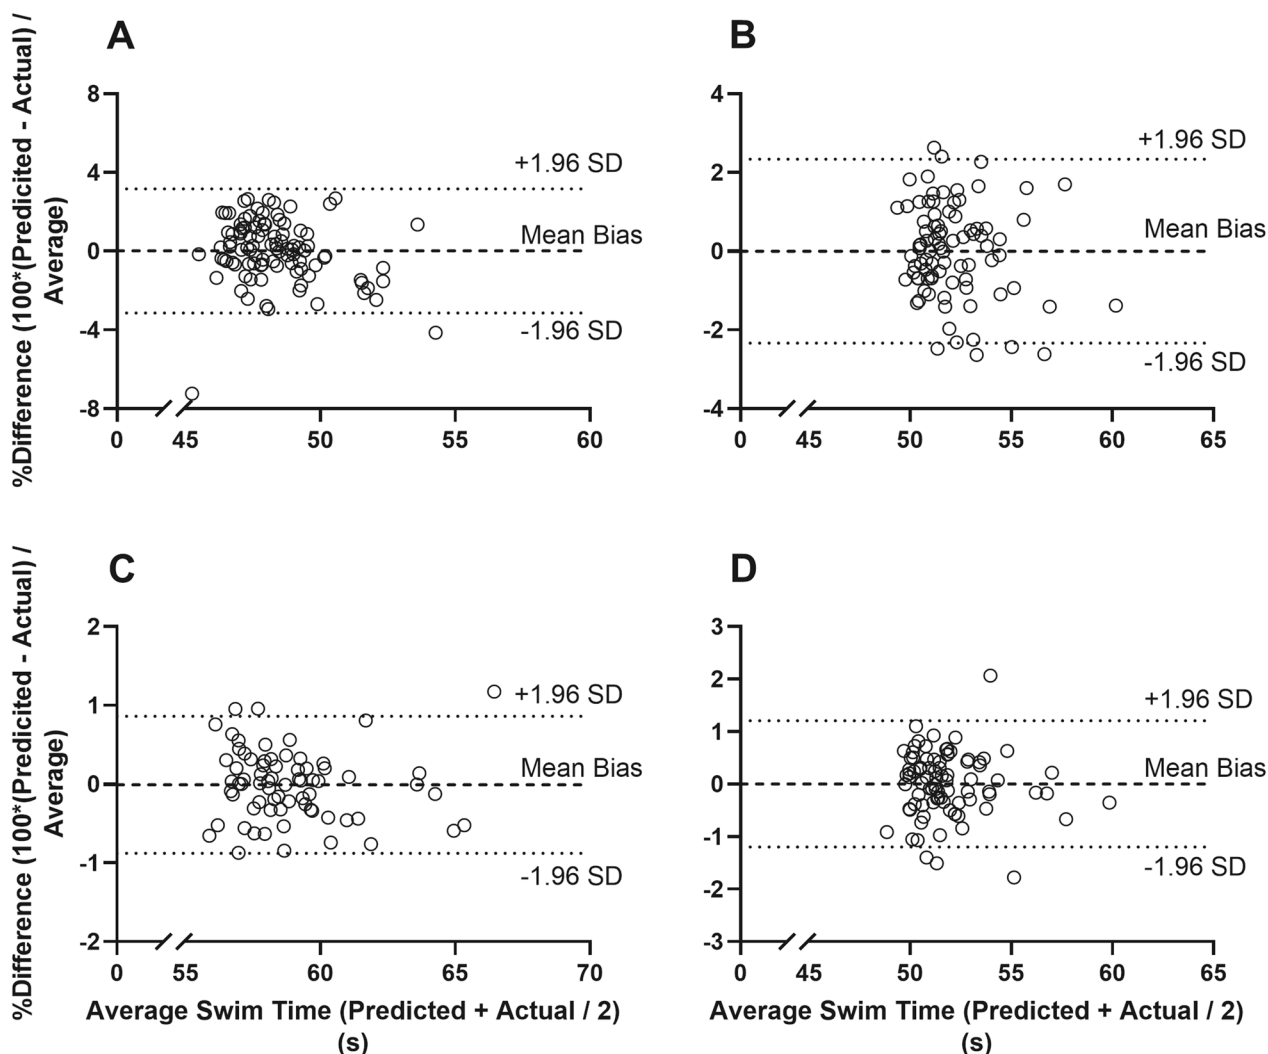 A
%Difference (100*(Predicited - Actual) /
Average)
8
4
0
-4
-8
+1.96 SD
Mean Bias
-1.96 SD
0
45
50
55
60
B
4
2
0
-2
-4
+1.96 SD
Mean Bias
-1.96 SD
0
45
50
55
60
65
C
%Difference (100*(Predicited - Actual) /
Average)
2
1
0
-1
-2
+1.96 SD
Mean Bias
-1.96 SD
0
55
60
65
70
Average Swim Time (Predicted + Actual / 2)
(s)
D
3
2
1
0
-1
-2
-3
+1.96 SD
Mean Bias
-1.96 SD
0
45
50
55
60
65
Average Swim Time (Predicted + Actual / 2)
(s)